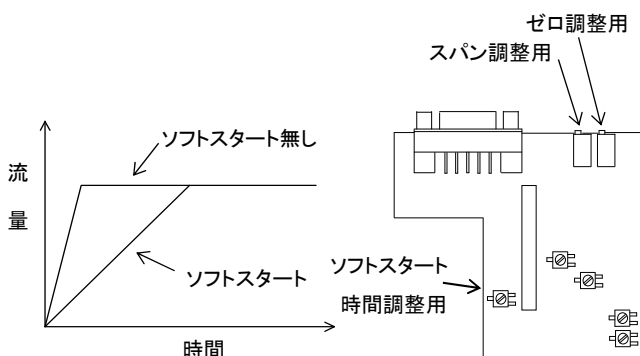 ゼロ調整用
スパン調整用
ソフトスタート無し
流
量
ソフトスタート
時間
ソフトスタート
時間調整用